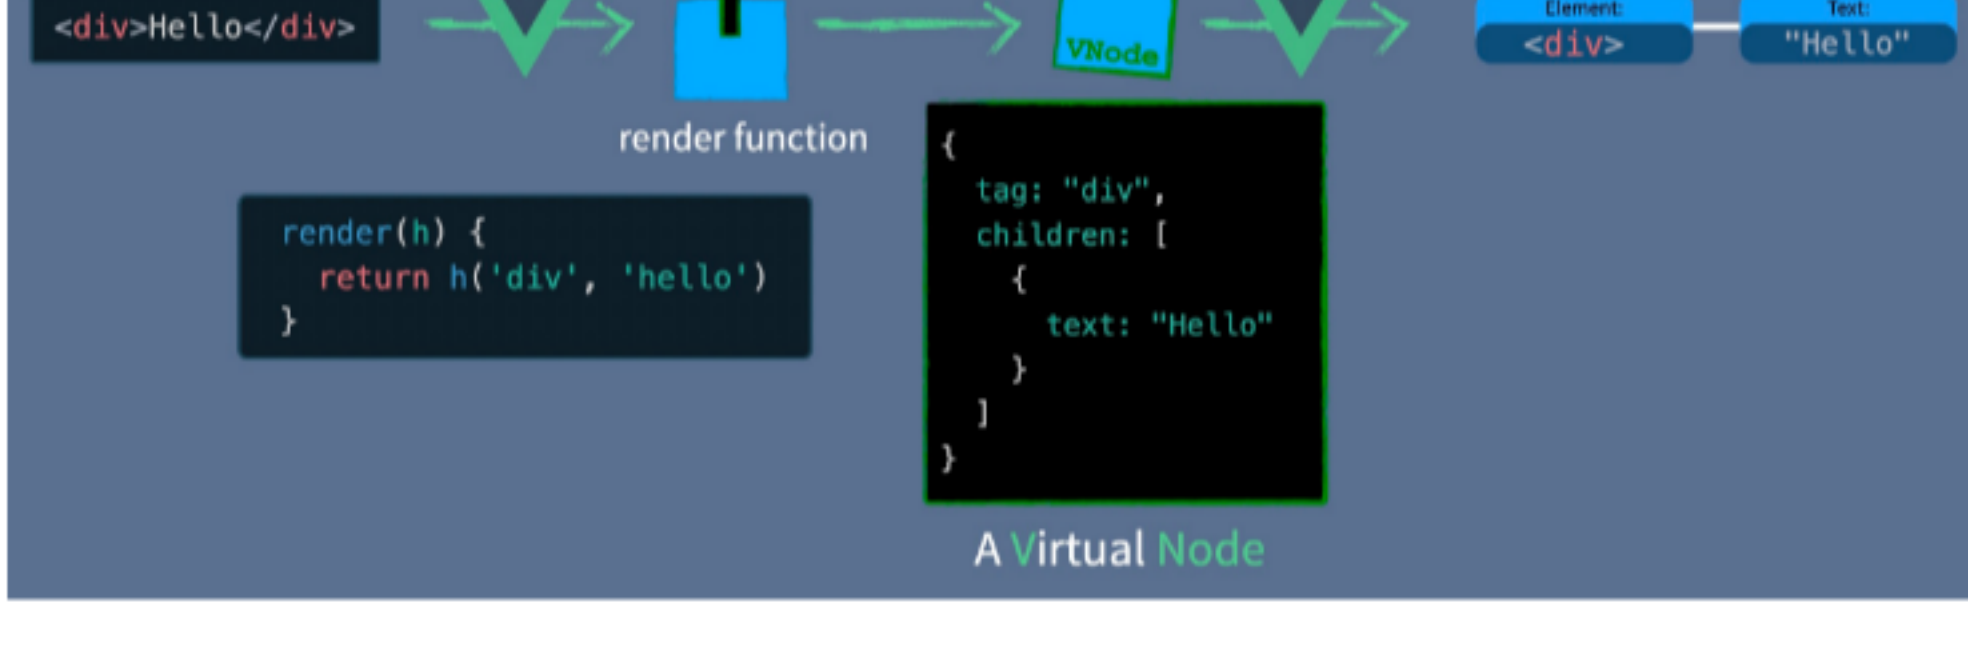 <div>Hello</div>
VNode
Element:
<div>
Text:
"Hello"
render function
render(h) {
return h('div', 'hello')
}
{
tag: "div",
children: [
{
text: "Hello"
}
]
}
A Virtual Node